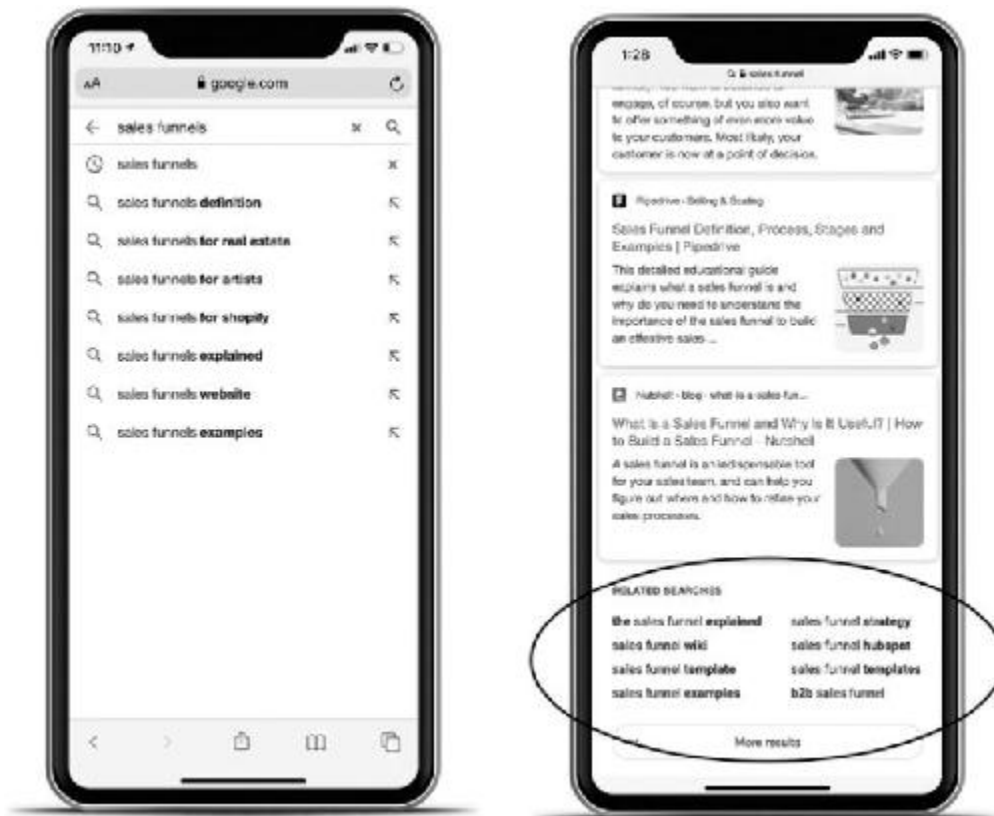 11:10
AA google.com
sales funnels
sales funnels
sales funnels definition
sales funnels for real estate
sales funnels for artists
sales funnels for shopify
sales funnels explained
sales funnels website
sales funnels examples
1:28
sales funnel
engage, of course, but you also want
to offer something of even more value
to your customers. Most likely, your
customer is now at a point of decision.
Pipedrive - Selling & Scaling
Sales Funnel Definition, Process, Stages and
Examples | Pipedrive
This detailed educational guide
explains what a sales funnel is and
why do you need to understand the
importance of the sales funnel to build
an effective sales ...
Nutshell - blog - what-is-a-sales-fun...
What Is a Sales Funnel and Why Is It Useful? | How
to Build a Sales Funnel - Nutshell
A sales funnel is an indispensable tool
for your sales team, and can help you
figure out where and how to refine your
sales processes.
RELATED SEARCHES
the sales funnel explained sales funnel strategy
sales funnel wiki sales funnel hubspot
sales funnel template sales funnel templates
sales funnel examples b2b sales funnel
More results